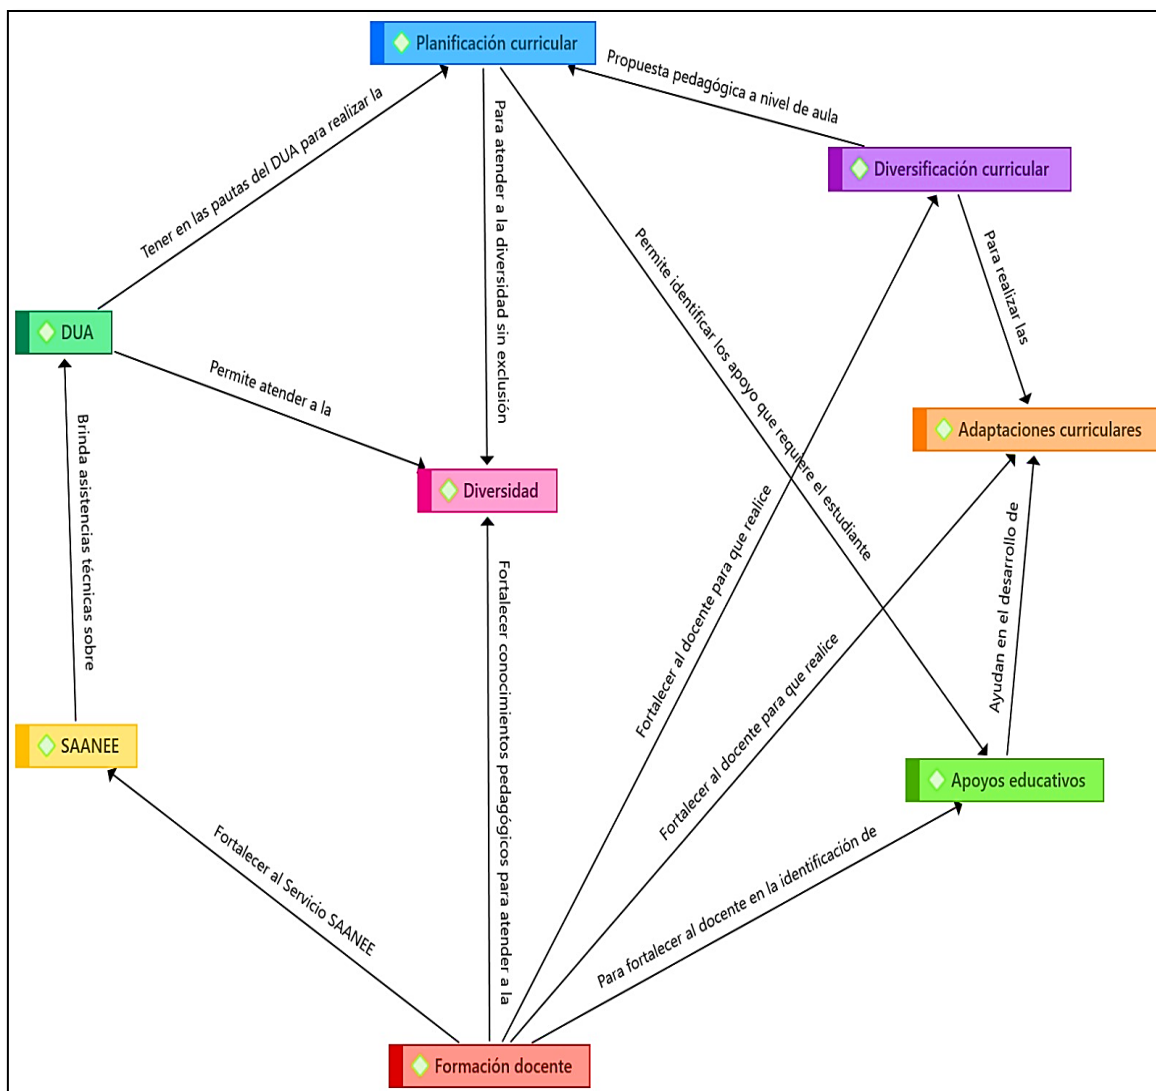 Planificación curricular
Propuesta pedagógica a nivel de aula
Diversificación curricular
Tener en las pautas del DUA para realizar la
Para atender a la diversidad sin exclusión
Permite identificar los apoyo que requiere el estudiante
Para realizar las
DUA
Permite atender a la
Adaptaciones curriculares
Diversidad
Brinda asistencias técnicas sobre
Fortalecer al docente para que realice
Ayudan en el desarrollo de
Fortalecer conocimientos pedagógicos para atender a la
Fortalecer al docente para que realice
SAANEE
Apoyos educativos
Fortalecer al Servicio SAANEE
Para fortalecer al docente en la identificación de
Formación docente